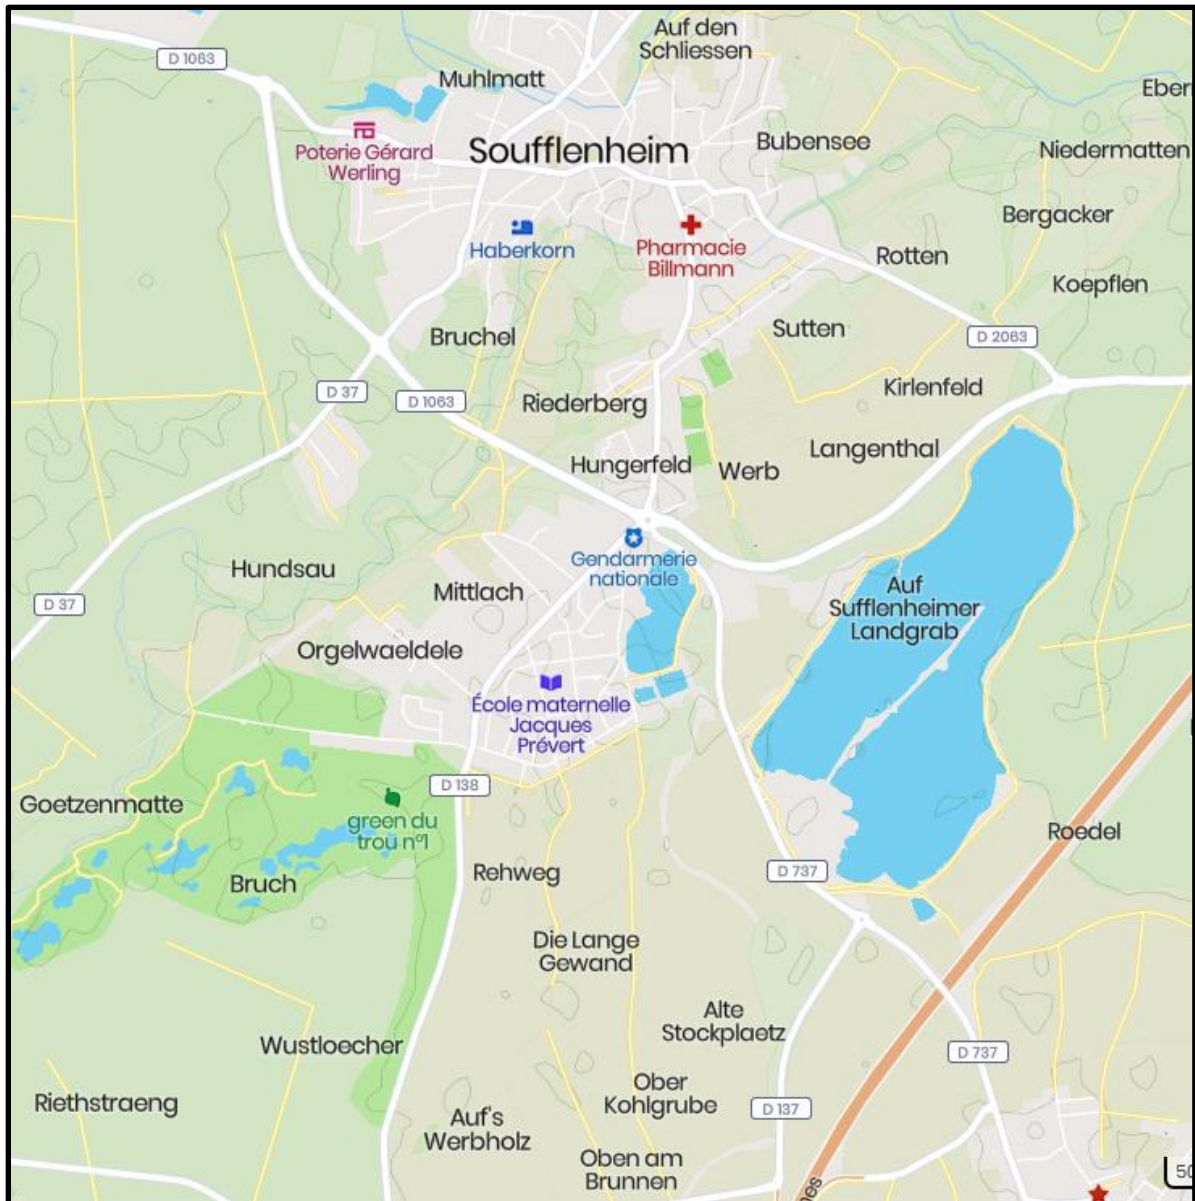 Auf den
Schliessen
D 1063
Muhlmatt
Poterie Gérard
Werling
Soufflenheim
Bubensee
Niedermatten
Bergacker
Haberkorn
Pharmacie
Billmann
Rotten
Koepflen
Bruchel
Sutten
D 2063
D 37
D 1063
Riederberg
Kirlenfeld
Hungerfeld
Werb
Langenthal
Gendarmerie
nationale
Hundsau
Mittlach
Auf
Sufflenheimer
Landgrab
D 37
Orgelwaeldele
École maternelle
Jacques
Prévert
D 138
Goetzenmatte
green du
trou n°1
Roedel
Bruch
Rehweg
D 737
Die Lange
Gewand
Alte
Stockplaetz
Wustloecher
D 737
Riethstraeng
Ober
Kohlgrube
D 137
Auf's
Werbholz
Oben am
Brunnen